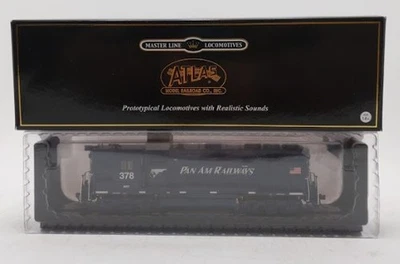 MASTER LINE LOCOMOTIVES
ATLAS
MODEL RAILROAD CO., INC.
Prototypical Locomotives with Realistic Sounds
378
PAN AM RAILWAYS